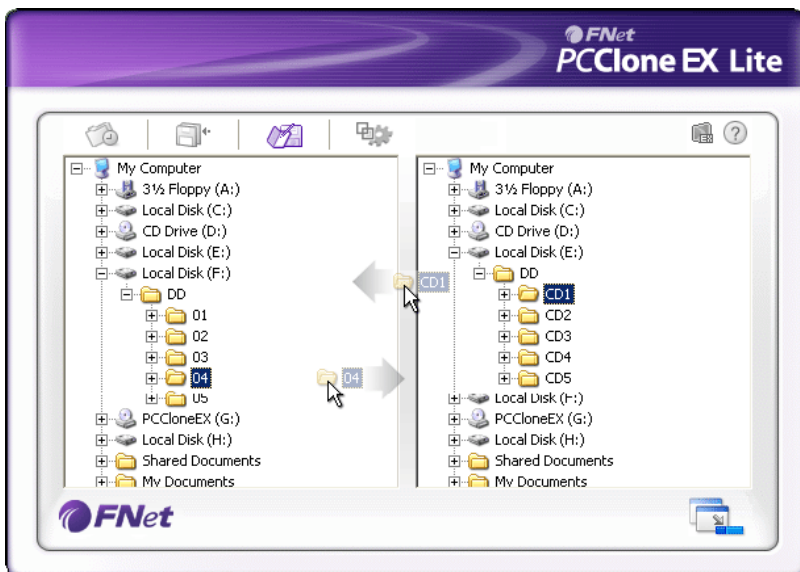 FNet
PCClone EX Lite
My Computer
3½ Floppy (A:)
Local Disk (C:)
CD Drive (D:)
Local Disk (E:)
Local Disk (F:)
DD
01
02
03
04
05
PCCloneEX (G:)
Local Disk (H:)
Shared Documents
My Documents
CD1
04
My Computer
3½ Floppy (A:)
Local Disk (C:)
CD Drive (D:)
Local Disk (E:)
DD
CD1
CD2
CD3
CD4
CD5
Local Disk (F:)
PCCloneEX (G:)
Local Disk (H:)
Shared Documents
My Documents
FNet